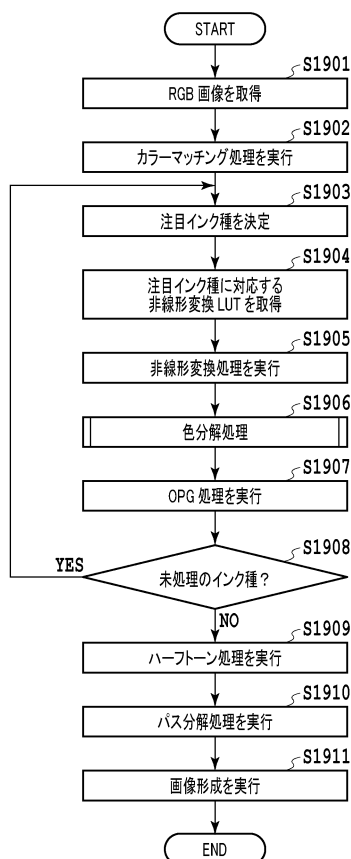 START
S1901
RGB 画像を取得
S1902
カラーマッチング処理を実行
S1903
注目インク種を決定
S1904
注目インク種に対応する
非線形変換 LUT を取得
S1905
非線形変換処理を実行
S1906
色分解処理
S1907
OPG 処理を実行
S1908
YES
未処理のインク種？
NO
S1909
ハーフトーン処理を実行
S1910
パス分解処理を実行
S1911
画像形成を実行
END